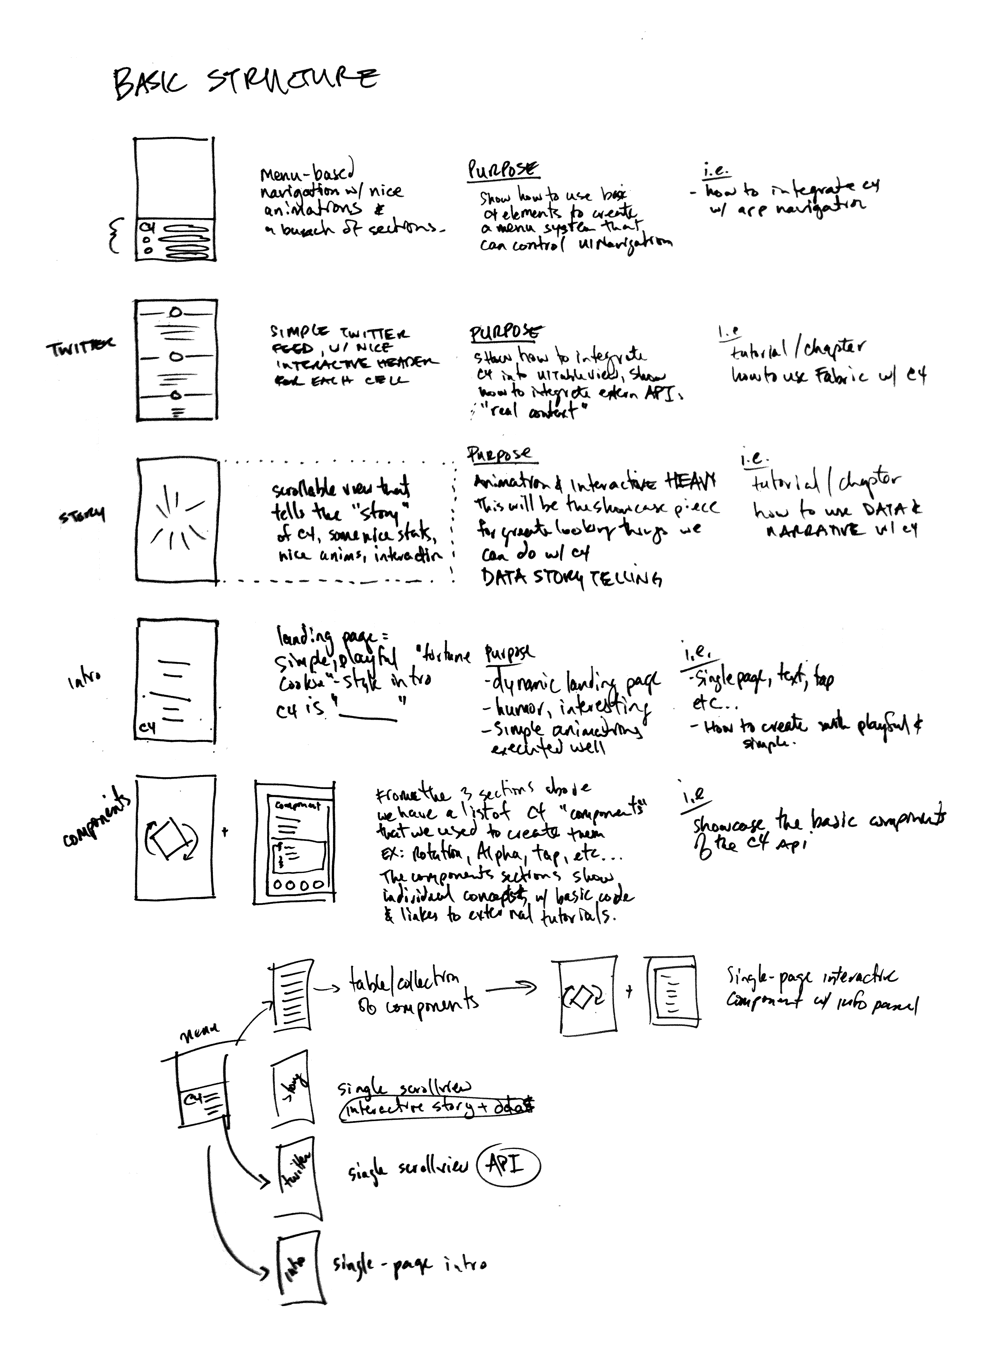 BASIC STRUCTURE
C4
Menu-based
navigation w/ nice
animations &
a bunch of sections.
PURPOSE
Show how to use basic
C4 elements to create
a menu system that
can control UINavigation
i.e.
- how to integrate C4
w/ app navigation
TWITTER
SIMPLE TWITTER
FEED, W/ NICE
INTERACTIVE HEADER
FOR EACH CELL
PURPOSE
show how to integrate
C4 into UITableView, show
how to integrate extern API.
"real context"
i.e
tutorial/chapter
how to use Fabric w/ C4
STORY
scrollable view that
tells the "story"
of C4, some nice stats,
nice anims, interaction
Purpose
Animation & interactive HEAVY
This will be the showcase piece
for great looking things we
can do w/ C4
DATA STORY TELLING
i.e.
tutorial/chapter
how to use DATA &
NARRATIVE w/ C4
Intro
C4
landing page =
simple, playful "fortune
cookie"-style intro
C4 is "______"
Purpose
- dynamic landing page
- humor, interesting
- simple animations
executed well
i.e.
- Single page, text, tap
etc...
- How to create with playful &
simple.
components
+
component
From the 3 sections above
we have a list of C4 "components"
that we used to create them
EX: Rotation, Alpha, tap, etc...
The components sections show
individual concepts, w/ basic code
& linkes to external tutorials.
i.e
showcase the basic components
of the C4 Api
table/collection
of components
+
Single-page interactive
component w/ info panel
menu
C4
story
single scrollview
interactive story + data
twitter
single scrollview API
intro
single-page intro